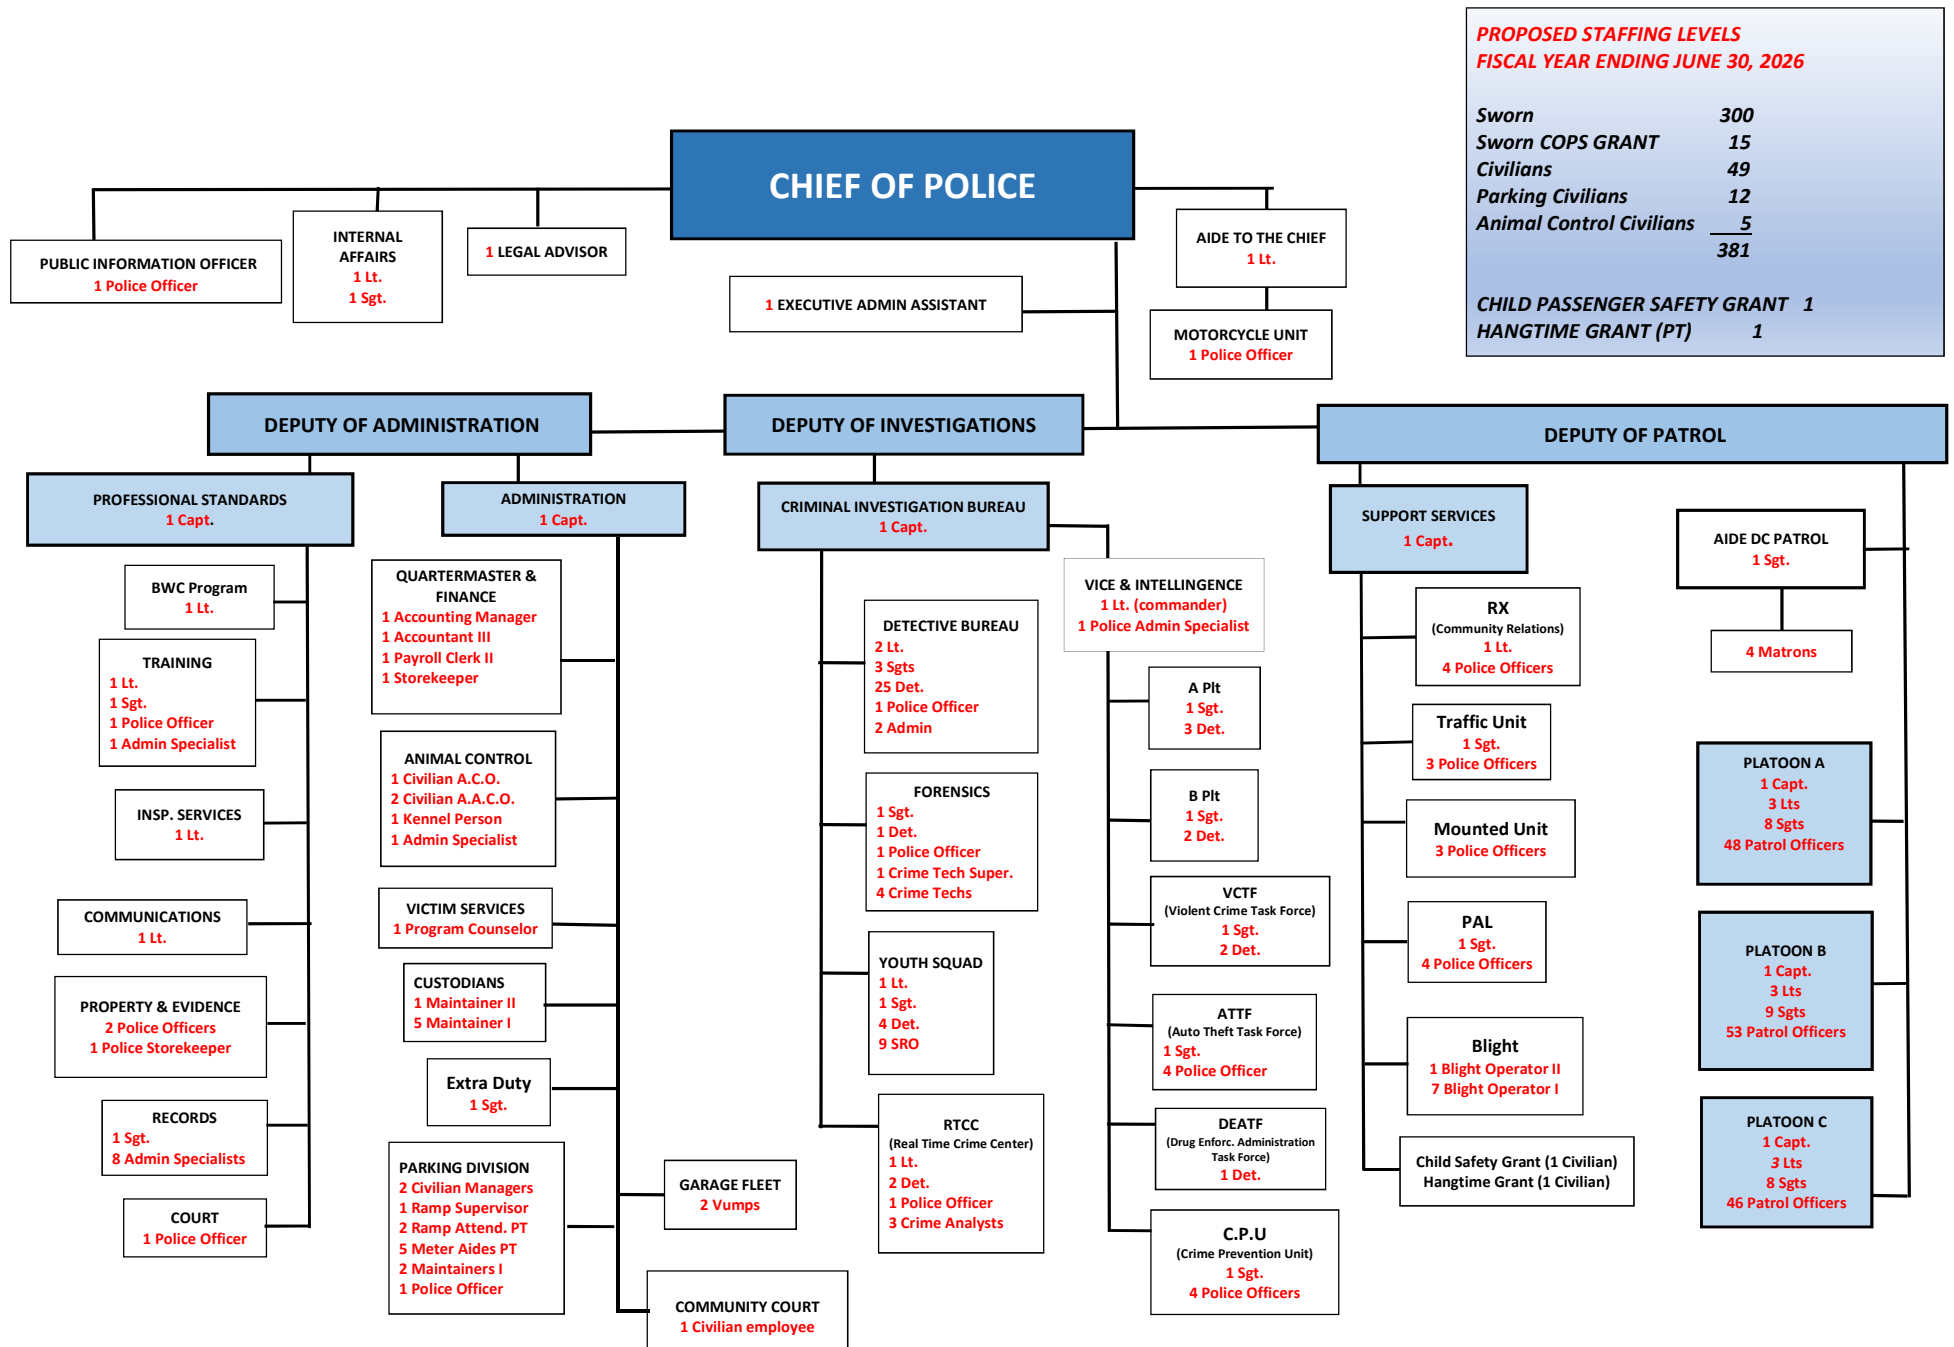 PROPOSED STAFFING LEVELS
FISCAL YEAR ENDING JUNE 30, 2026
Sworn 300
Sworn COPS GRANT 15
Civilians 49
Parking Civilians 12
Animal Control Civilians 5
381
CHILD PASSENGER SAFETY GRANT 1
HANGTIME GRANT (PT) 1
CHIEF OF POLICE
PUBLIC INFORMATION OFFICER
1 Police Officer
INTERNAL
AFFAIRS
1 Lt.
1 Sgt.
1 LEGAL ADVISOR
1 EXECUTIVE ADMIN ASSISTANT
AIDE TO THE CHIEF
1 Lt.
MOTORCYCLE UNIT
1 Police Officer
DEPUTY OF ADMINISTRATION
DEPUTY OF INVESTIGATIONS
DEPUTY OF PATROL
PROFESSIONAL STANDARDS
1 Capt.
BWC Program
1 Lt.
TRAINING
1 Lt.
1 Sgt.
1 Police Officer
1 Admin Specialist
INSP. SERVICES
1 Lt.
COMMUNICATIONS
1 Lt.
PROPERTY & EVIDENCE
2 Police Officers
1 Police Storekeeper
RECORDS
1 Sgt.
8 Admin Specialists
COURT
1 Police Officer
ADMINISTRATION
1 Capt.
QUARTERMASTER &
FINANCE
1 Accounting Manager
1 Accountant III
1 Payroll Clerk II
1 Storekeeper
ANIMAL CONTROL
1 Civilian A.C.O.
2 Civilian A.A.C.O.
1 Kennel Person
1 Admin Specialist
VICTIM SERVICES
1 Program Counselor
CUSTODIANS
1 Maintainer II
5 Maintainer I
Extra Duty
1 Sgt.
PARKING DIVISION
2 Civilian Managers
1 Ramp Supervisor
2 Ramp Attend. PT
5 Meter Aides PT
2 Maintainers I
1 Police Officer
GARAGE FLEET
2 Vumps
COMMUNITY COURT
1 Civilian employee
CRIMINAL INVESTIGATION BUREAU
1 Capt.
DETECTIVE BUREAU
2 Lt.
3 Sgts
25 Det.
1 Police Officer
2 Admin
FORENSICS
1 Sgt.
1 Det.
1 Police Officer
1 Crime Tech Super.
4 Crime Techs
YOUTH SQUAD
1 Lt.
1 Sgt.
4 Det.
9 SRO
RTCC
(Real Time Crime Center)
1 Lt.
2 Det.
1 Police Officer
3 Crime Analysts
VICE & INTELLINGENCE
1 Lt. (commander)
1 Police Admin Specialist
A Plt
1 Sgt.
3 Det.
B Plt
1 Sgt.
2 Det.
VCTF
(Violent Crime Task Force)
1 Sgt.
2 Det.
ATTF
(Auto Theft Task Force)
1 Sgt.
4 Police Officer
DEATF
(Drug Enforc. Administration
Task Force)
1 Det.
C.P.U
(Crime Prevention Unit)
1 Sgt.
4 Police Officers
SUPPORT SERVICES
1 Capt.
RX
(Community Relations)
1 Lt.
4 Police Officers
Traffic Unit
1 Sgt.
3 Police Officers
Mounted Unit
3 Police Officers
PAL
1 Sgt.
4 Police Officers
Blight
1 Blight Operator II
7 Blight Operator I
Child Safety Grant (1 Civilian)
Hangtime Grant (1 Civilian)
AIDE DC PATROL
1 Sgt.
4 Matrons
PLATOON A
1 Capt.
3 Lts
8 Sgts
48 Patrol Officers
PLATOON B
1 Capt.
3 Lts
9 Sgts
53 Patrol Officers
PLATOON C
1 Capt.
3 Lts
8 Sgts
46 Patrol Officers